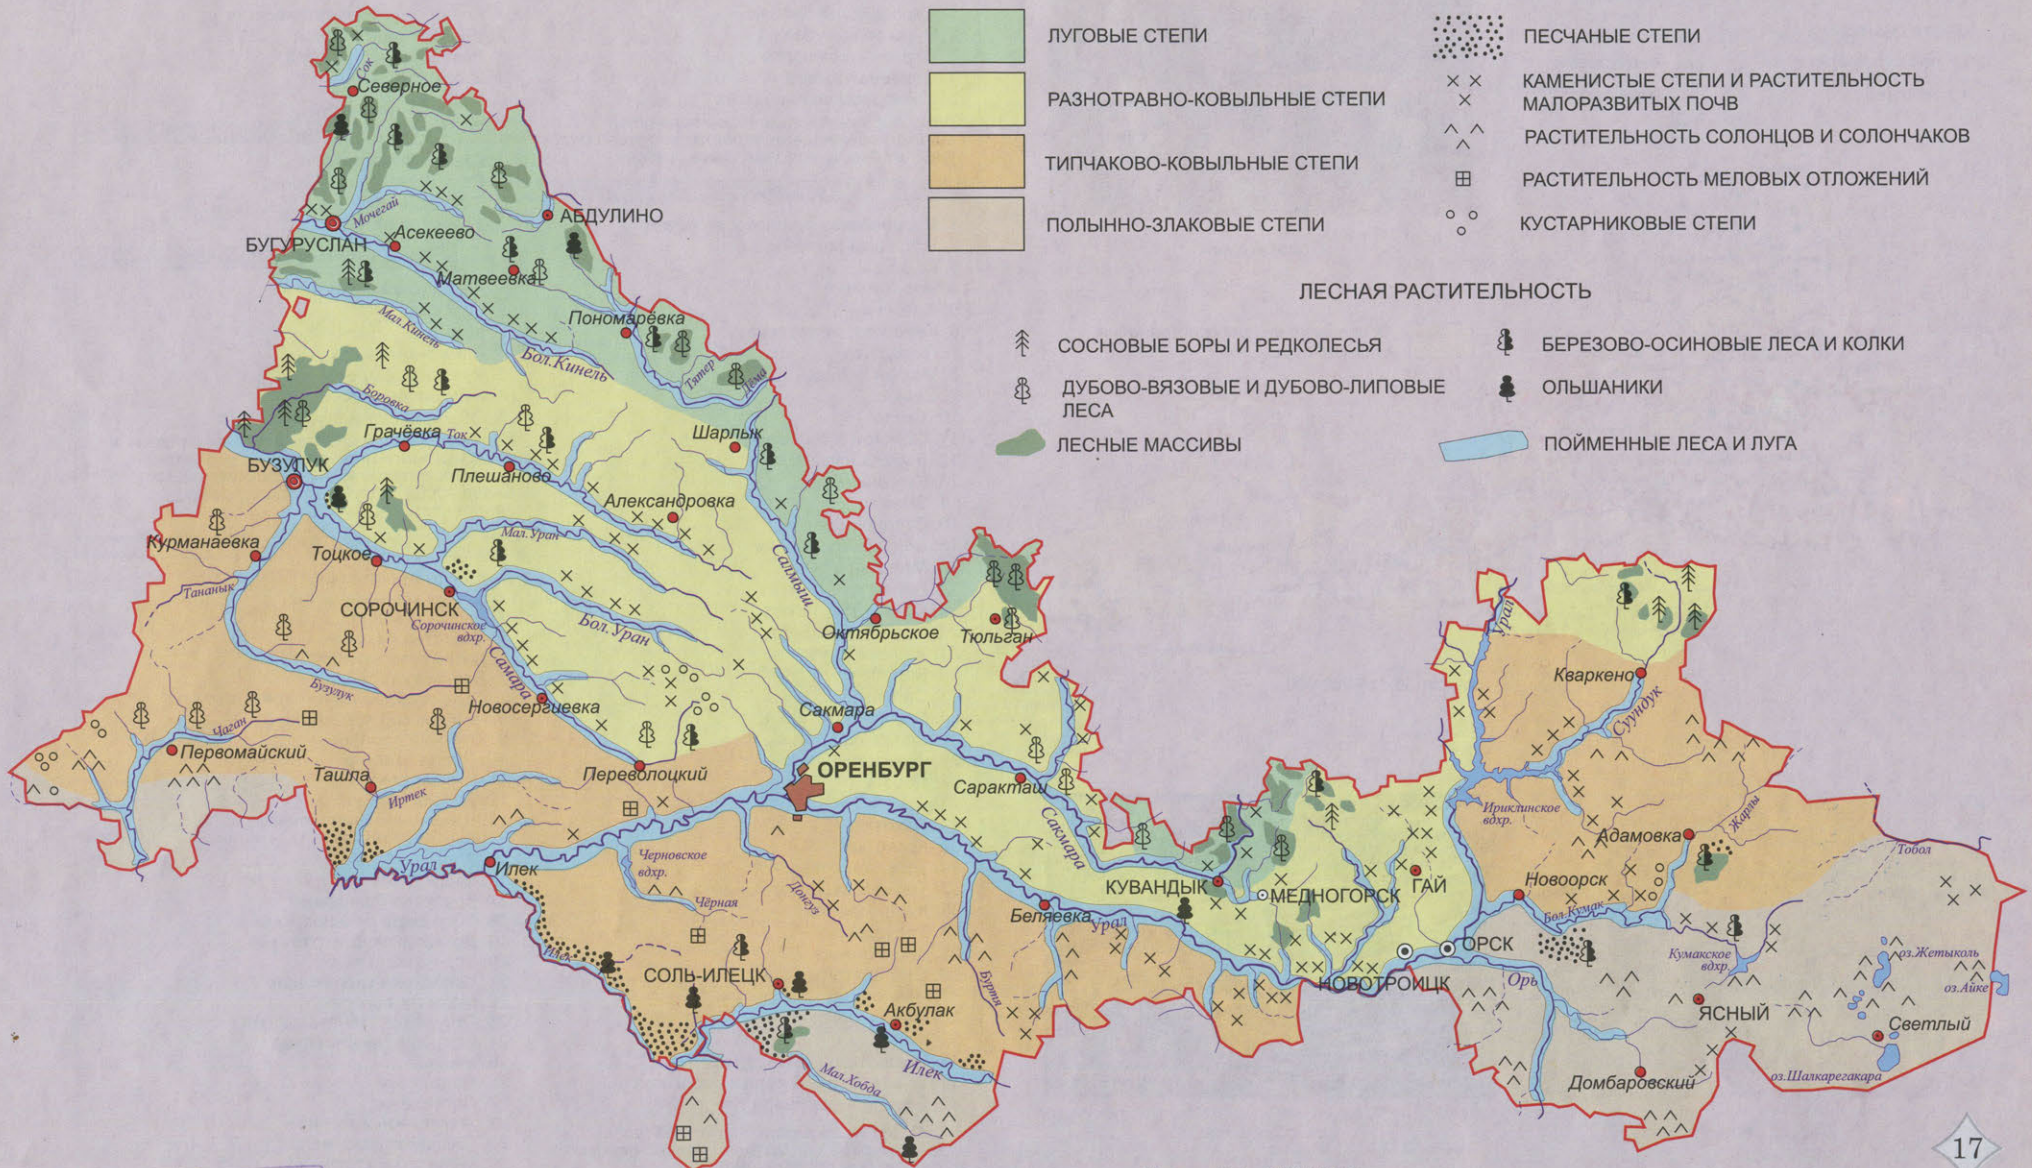 ЛУГОВЫЕ СТЕПИ
РАЗНОТРАВНО-КОВЫЛЬНЫЕ СТЕПИ
ТИПЧАКОВО-КОВЫЛЬНЫЕ СТЕПИ
ПОЛЫННО-ЗЛАКОВЫЕ СТЕПИ
ПЕСЧАНЫЕ СТЕПИ
КАМЕНИСТЫЕ СТЕПИ И РАСТИТЕЛЬНОСТЬ
МАЛОРАЗВИТЫХ ПОЧВ
РАСТИТЕЛЬНОСТЬ СОЛОНЦОВ И СОЛОНЧАКОВ
РАСТИТЕЛЬНОСТЬ МЕЛОВЫХ ОТЛОЖЕНИЙ
КУСТАРНИКОВЫЕ СТЕПИ
ЛЕСНАЯ РАСТИТЕЛЬНОСТЬ
СОСНОВЫЕ БОРЫ И РЕДКОЛЕСЬЯ
ДУБОВО-ВЯЗОВЫЕ И ДУБОВО-ЛИПОВЫЕ
ЛЕСА
ЛЕСНЫЕ МАССИВЫ
БЕРЕЗОВО-ОСИНОВЫЕ ЛЕСА И КОЛКИ
ОЛЬШАНИКИ
ПОЙМЕННЫЕ ЛЕСА И ЛУГА
Сок
Северное
Мочегай
АБДУЛИНО
БУГУРУСЛАН
Асекеево
Матвеевка
Мал.Кинель
Пономарёвка
Бол.Кинель
Тятер
Дёма
Боровка
Грачёвка
Ток
Шарлык
БУЗУЛУК
Плешаново
Александровка
Курманаевка
Тоцкое
Мал.Уран
Салмыш
Тананык
СОРОЧИНСК
Сорочинское
вдхр.
Бол.Уран
Октябрьское
Тюльган
Урал
Самара
Бузулук
Новосергиевка
Кваркено
Суундук
Чаган
Первомайский
Сакмара
Ташла
Иртек
Переволоцкий
ОРЕНБУРГ
Саракташ
Сакмара
Ириклинское
вдхр.
Жарлы
Адамовка
Тобол
Урал
Илек
Черновское
вдхр.
Чёрная
Донгуз
Беляевка
Урал
КУВАНДЫК
МЕДНОГОРСК
ГАЙ
Новоорск
Бол.Кумак
ОРСК
НОВОТРОИЦК
Орь
Кумакское
вдхр.
оз.Жетыколь
оз.Айке
Илек
СОЛЬ-ИЛЕЦК
Бурта
Акбулак
ЯСНЫЙ
Светлый
Мал.Хобда
Илек
Домбаровский
оз.Шалкарегакара
17